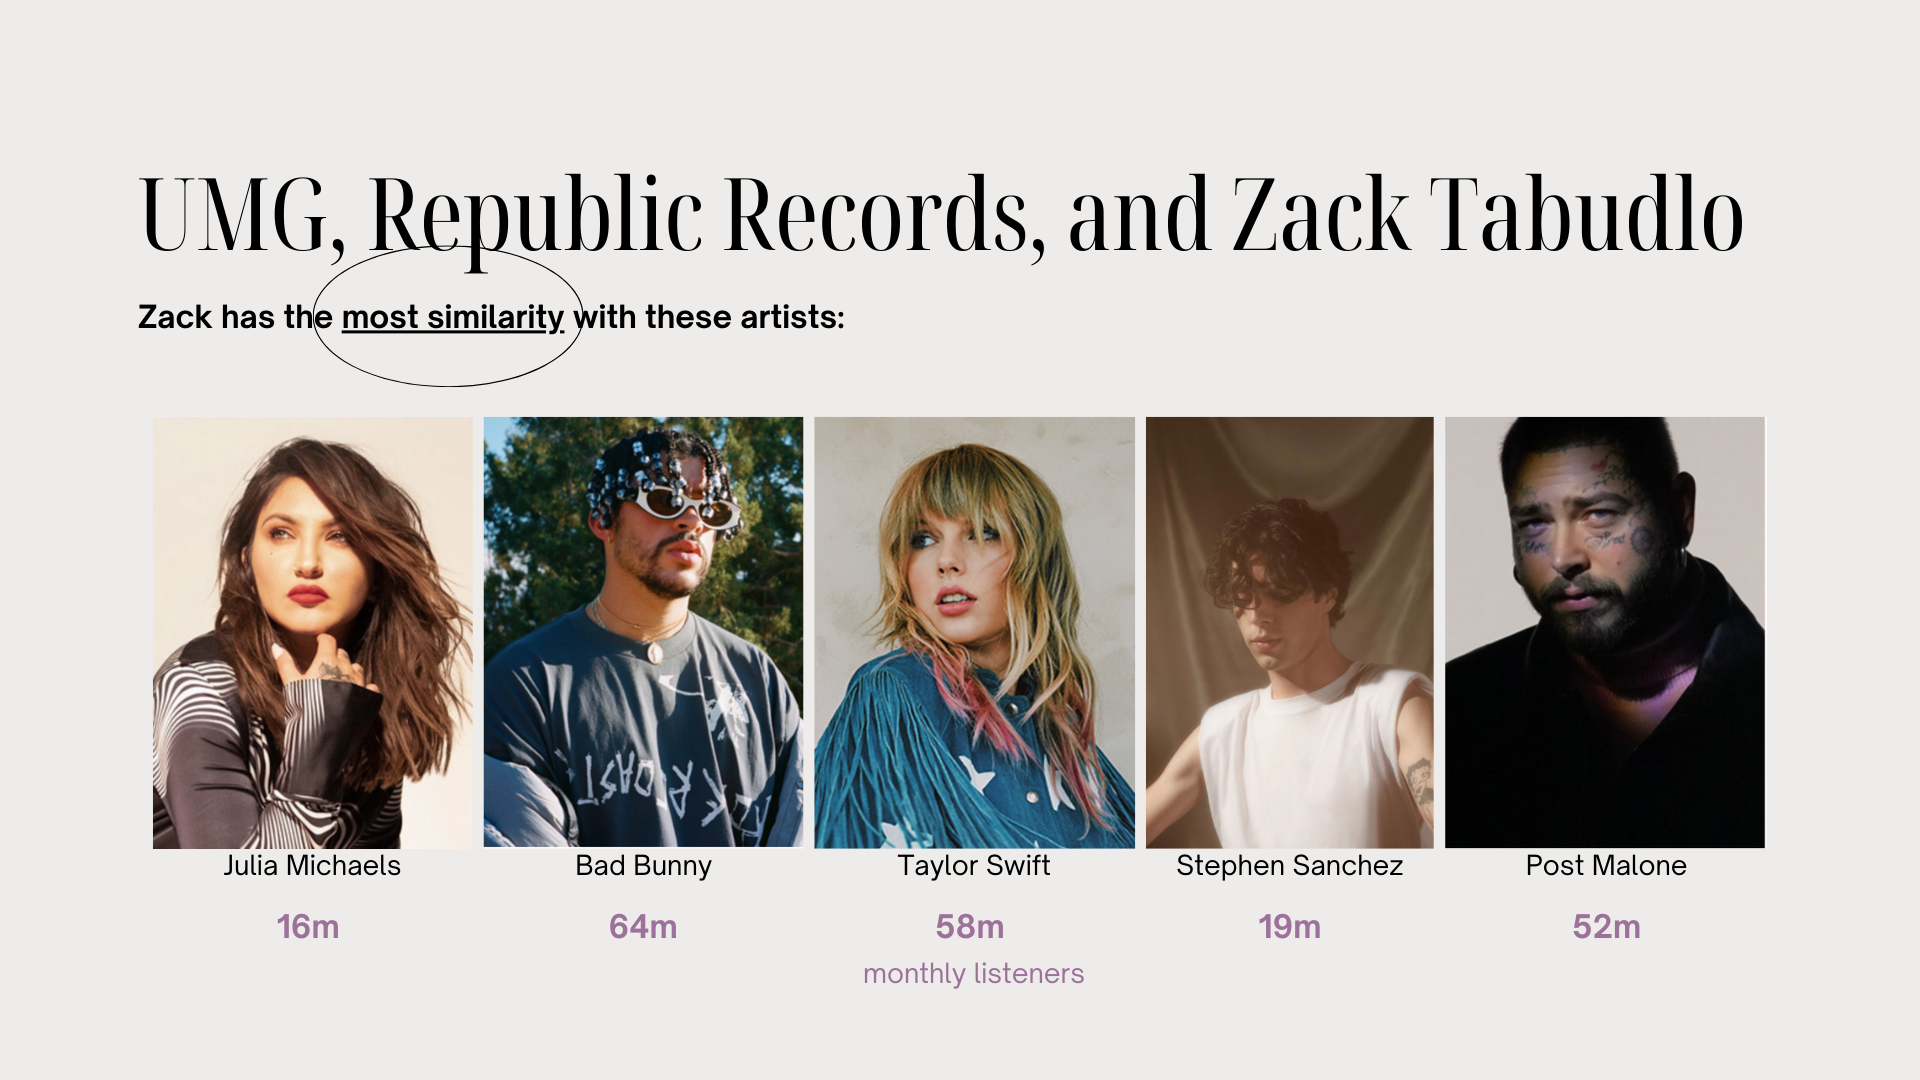 UMG, Republic Records, and Zack Tabudlo
Zack has the most similarity with these artists:
Julia Michaels
Bad Bunny
Taylor Swift
Stephen Sanchez
Post Malone
16m
64m
58m
19m
52m
monthly listeners